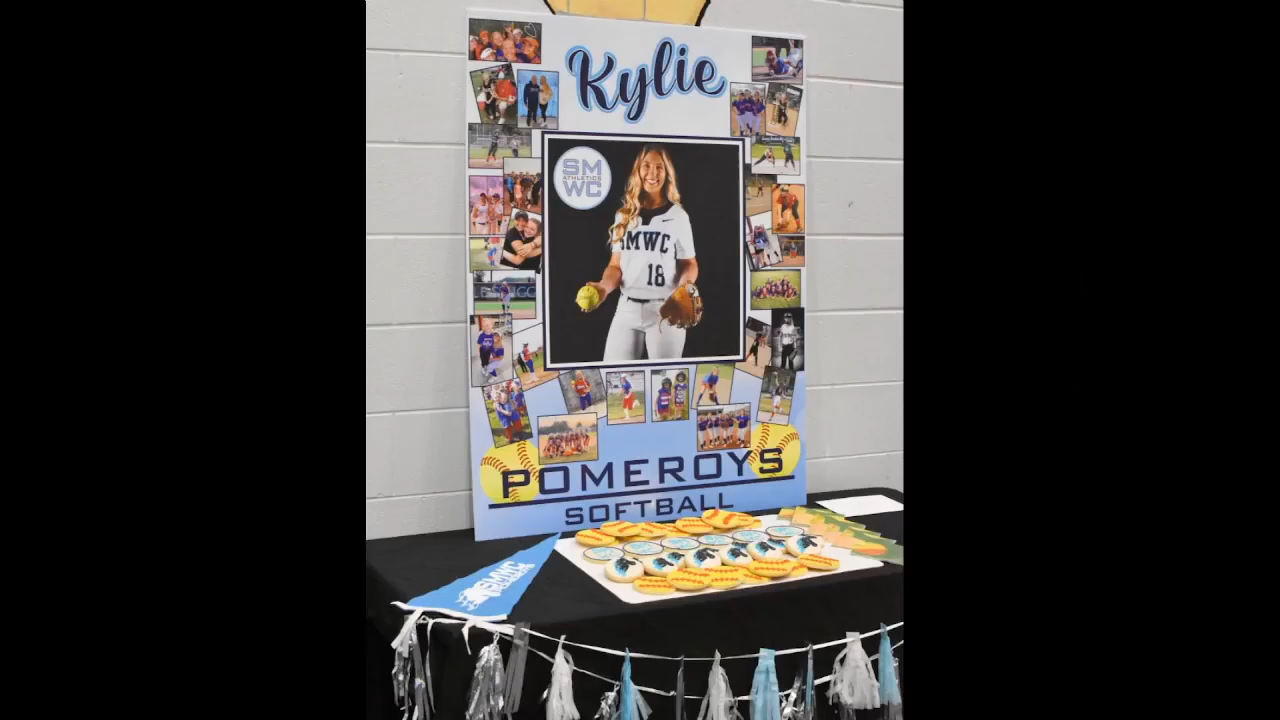 Kylie
SM
ATHLETICS
WC
SMWC
18
POMEROYS
SOFTBALL
SMWC